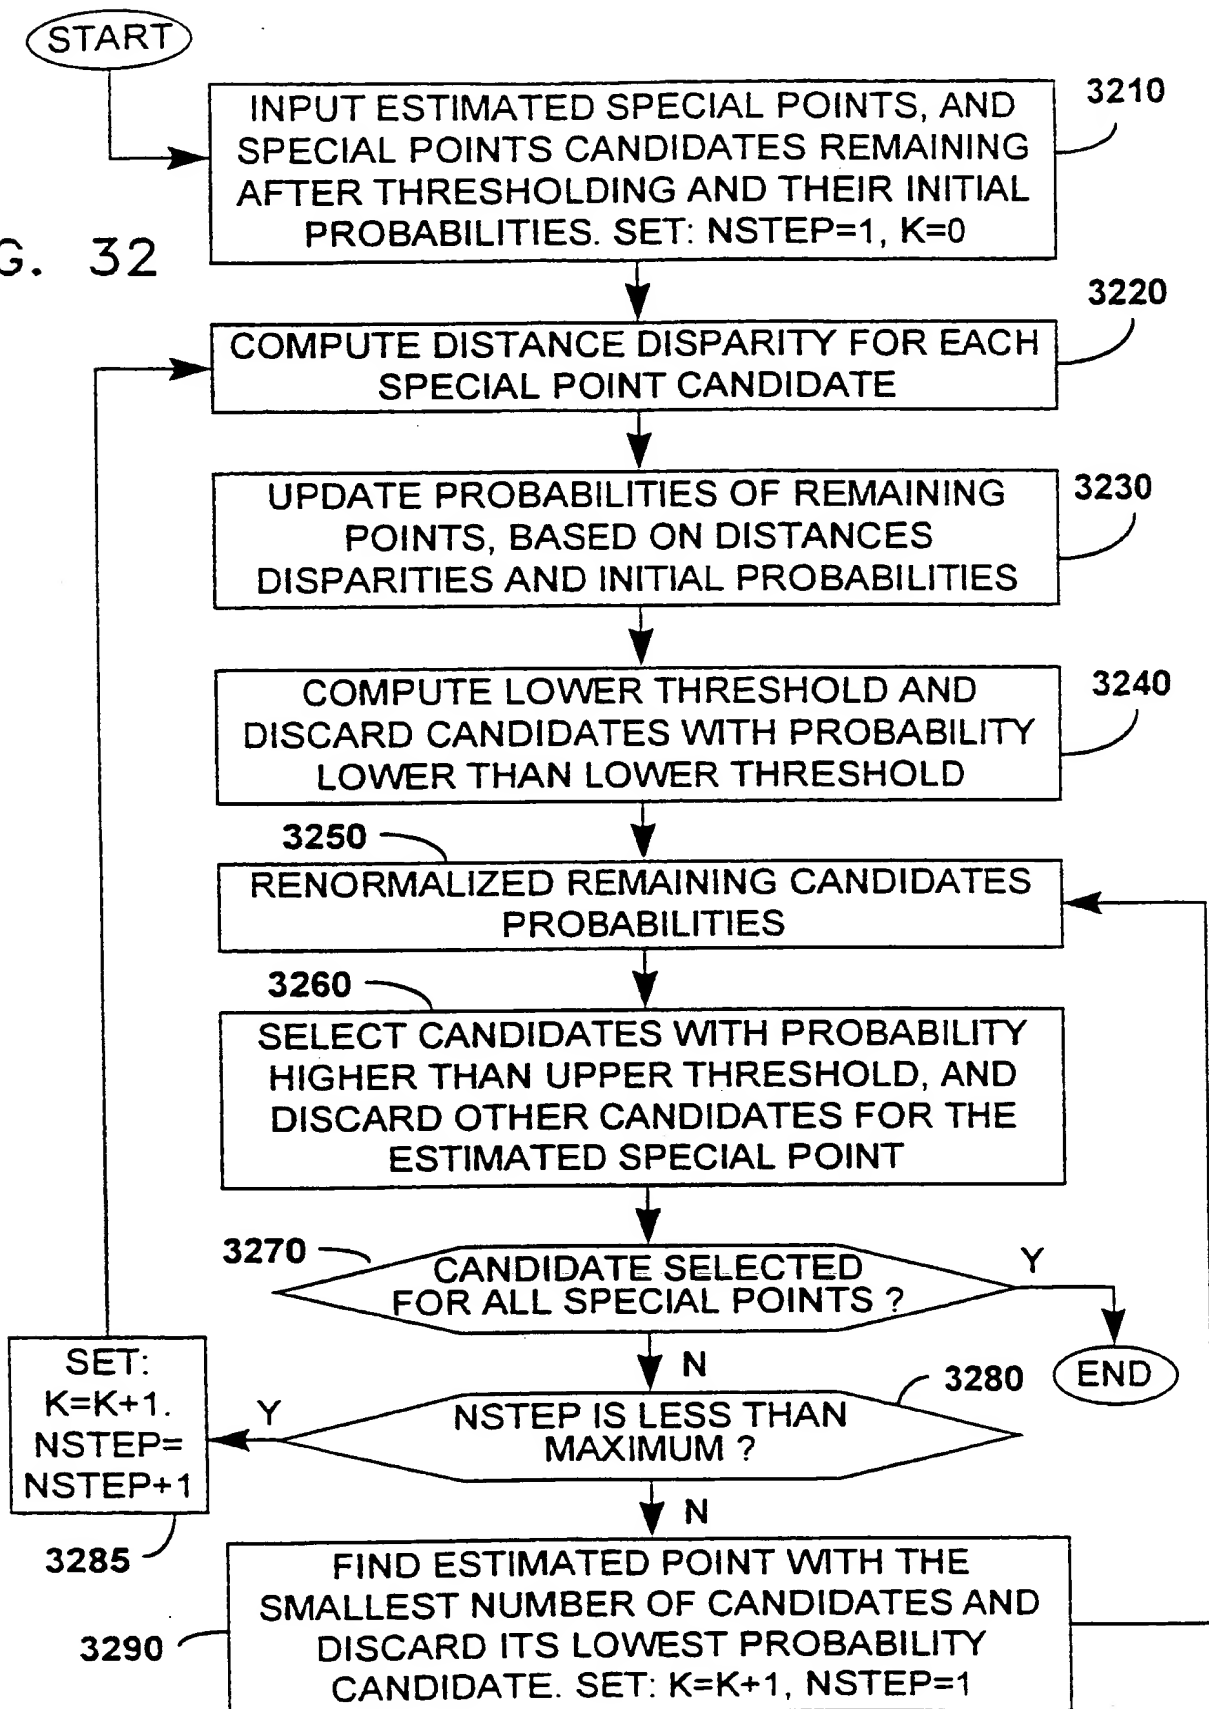 START
INPUT ESTIMATED SPECIAL POINTS, AND
SPECIAL POINTS CANDIDATES REMAINING
AFTER THRESHOLDING AND THEIR INITIAL
PROBABILITIES. SET: NSTEP=1, K=0
3210
G. 32
3220
COMPUTE DISTANCE DISPARITY FOR EACH
SPECIAL POINT CANDIDATE
UPDATE PROBABILITIES OF REMAINING
POINTS, BASED ON DISTANCES
DISPARITIES AND INITIAL PROBABILITIES
3230
COMPUTE LOWER THRESHOLD AND
DISCARD CANDIDATES WITH PROBABILITY
LOWER THAN LOWER THRESHOLD
3240
3250
RENORMALIZED REMAINING CANDIDATES
PROBABILITIES
3260
SELECT CANDIDATES WITH PROBABILITY
HIGHER THAN UPPER THRESHOLD, AND
DISCARD OTHER CANDIDATES FOR THE
ESTIMATED SPECIAL POINT
3270
CANDIDATE SELECTED
FOR ALL SPECIAL POINTS ?
Y
END
N
3280
NSTEP IS LESS THAN
MAXIMUM ?
Y
SET:
K=K+1.
NSTEP=
NSTEP+1
3285
N
3290
FIND ESTIMATED POINT WITH THE
SMALLEST NUMBER OF CANDIDATES AND
DISCARD ITS LOWEST PROBABILITY
CANDIDATE. SET: K=K+1, NSTEP=1